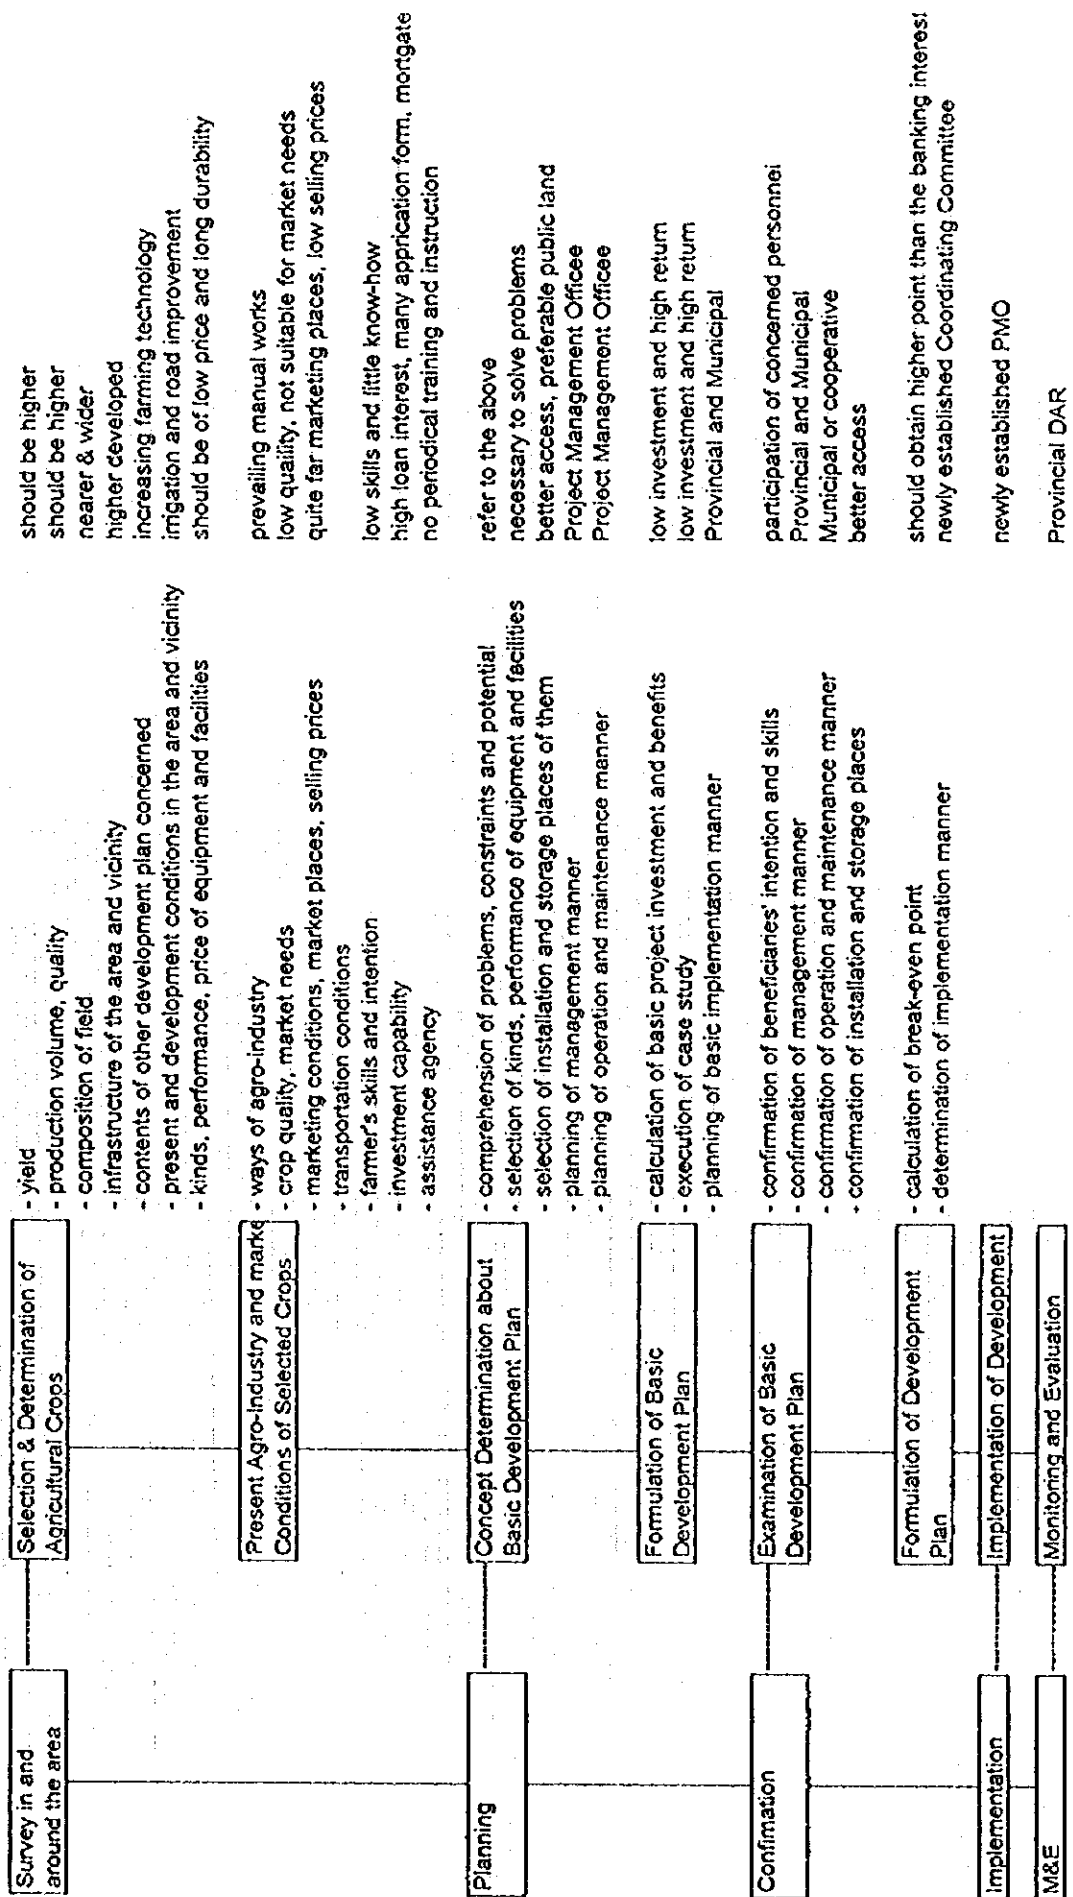 Survey in and
around the area
Selection & Determination of
Agricultural Crops
- yield
should be higher
- production volume, quality
should be higher
- composition of field
nearer & wider
- infrastructure of the area and vicinity
higher developed
- contents of other development plan concerned
increasing farming technology
- present and development conditions in the area and vicinity
irrigation and road improvement
- kinds, performance, price of equipment and facilities
should be of low price and long durability
Present Agro-Industry and marke
Conditions of Selected Crops
- ways of agro-industry
prevailing manual works
- crop quality, market needs
low quality, not suitable for market needs
- marketing conditions, market places, selling prices
quite far marketing places, low selling prices
- transportation conditions
- farmer's skills and intention
low skills and little know-how
- investment capability
high loan interest, many apprication form, mortgate
- assistance agency
no periodical training and instruction
Planning
Concept Determination about
Basic Development Plan
- comprehension of problems, constraints and potential
refer to the above
- selection of kinds, performance of equipment and facilities
necessary to solve problems
- selection of installation and storage places of them
better access, preferable public land
- planning of management manner
Project Management Officee
- planning of operation and maintenance manner
Project Management Officee
Formulation of Basic
Development Plan
- calculation of basic project investment and benefits
low investment and high return
- execution of case study
low investment and high return
- planning of basic implementation manner
Provincial and Municipal
Confimation
Examination of Basic
Development Plan
- confirmation of beneficiaries' intention and skills
participation of concerned personnel
- confirmation of management manner
Provincial and Municipal
- confirmation of operation and maintenance manner
Municipal or cooperative
- confirmation of installation and storage places
better access
Formulation of Development
Plan
- calculation of break-even point
should obtain higher point than the banking interest
- determination of implementation manner
newly established Coordinating Committee
Implementation
Implementation of Development
newly established PMO
M&E
Monitoring and Evaluation
Provincial DAR